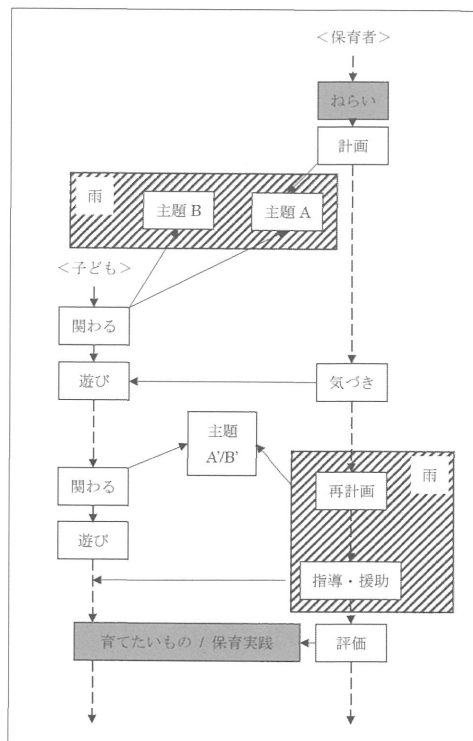 ＜保育者＞
ねらい
計画
雨
主題 B
主題 A
＜子ども＞
関わる
遊び
気づき
主題
A'/B'
関わる
雨
再計画
遊び
指導・援助
育てたいもの / 保育実践
評価